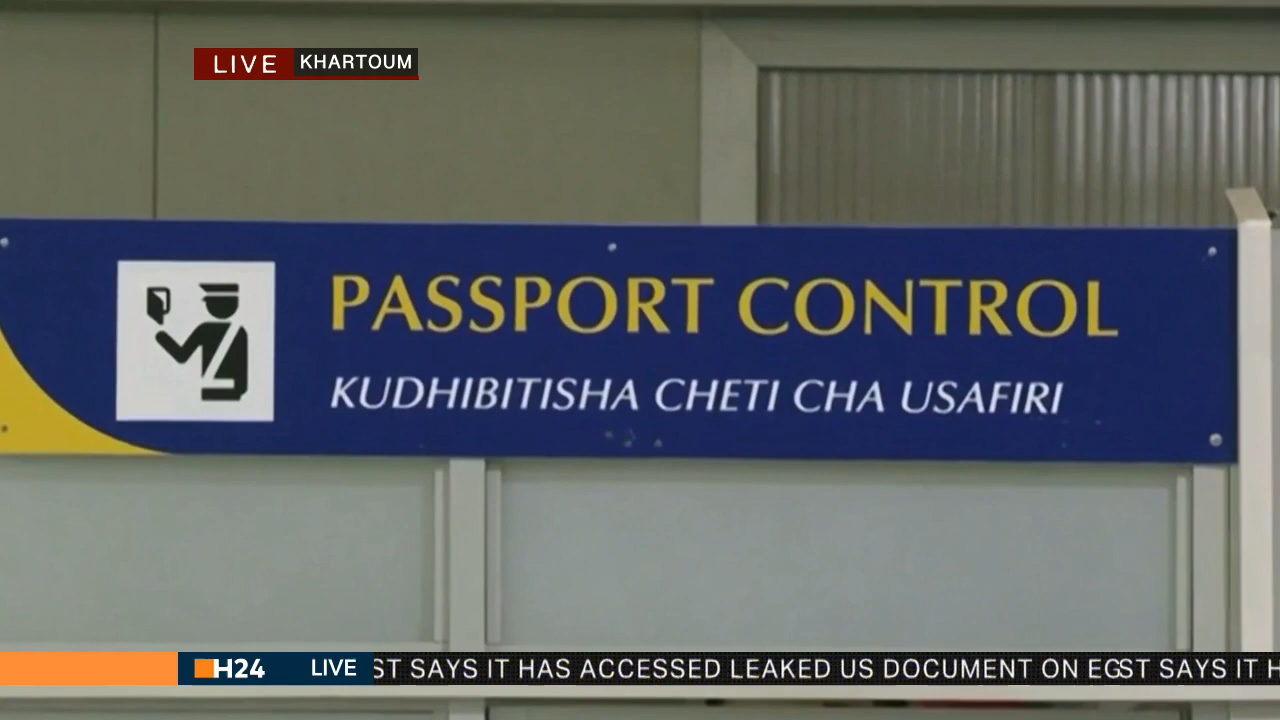 LIVE KHARTOUM
PASSPORT CONTROL
KUDHIBITISHA CHETI CHA USAFIRI
H24 LIVE ST SAYS IT HAS ACCESSED LEAKED US DOCUMENT ON EGST SAYS IT H